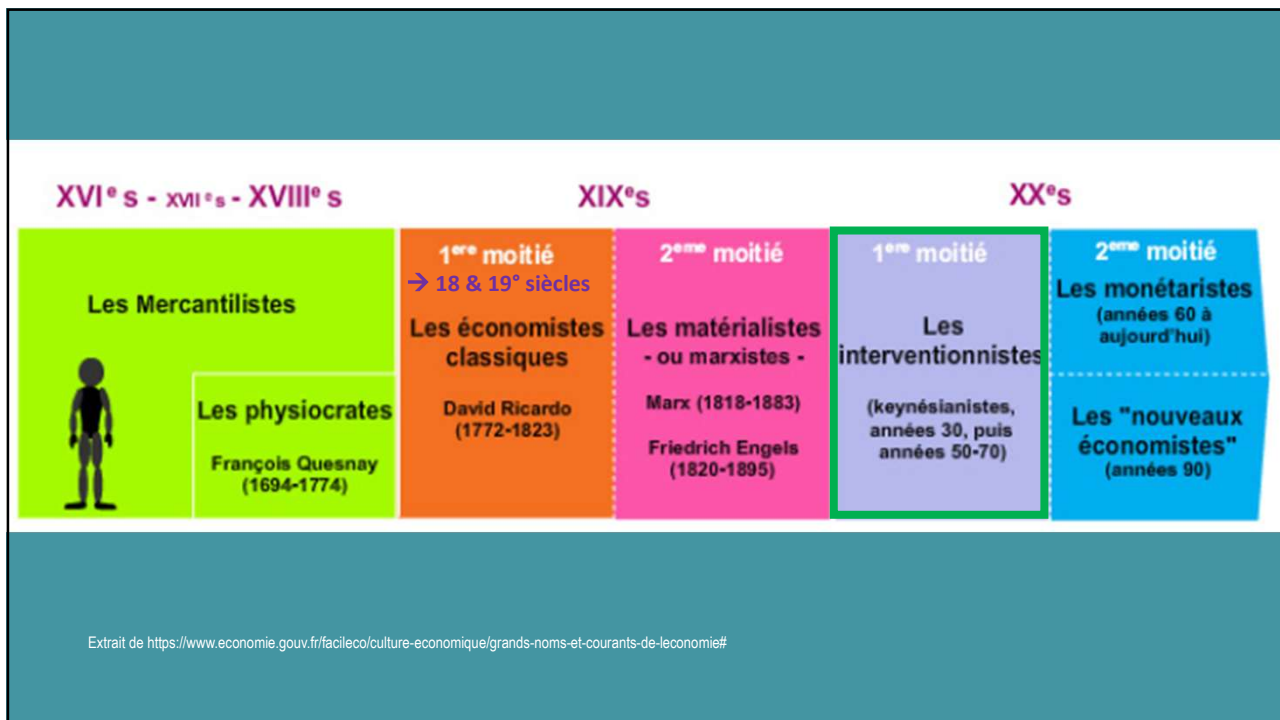 XVIᵉ s - XVIIᵉ s - XVIIIᵉ s
XIXᵉs
XXᵉs
Les Mercantilistes
Les physiocrates
François Quesnay
(1694-1774)
1ᵉʳᵉ moitié
→ 18 & 19° siècles
Les économistes
classiques
David Ricardo
(1772-1823)
2ᵉᵐᵉ moitié
Les matérialistes
- ou marxistes -
Marx (1818-1883)
Friedrich Engels
(1820-1895)
1ᵉʳᵉ moitié
Les
interventionnistes
(keynésianistes,
années 30, puis
années 50-70)
2ᵉᵐᵉ moitié
Les monétaristes
(années 60 à
aujourd'hui)
Les "nouveaux
économistes"
(années 90)
Extrait de https://www.economie.gouv.fr/facileco/culture-economique/grands-noms-et-courants-de-leconomie#